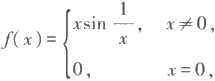 f(x) = { x sin 1/x, x ≠ 0,
0, x = 0,